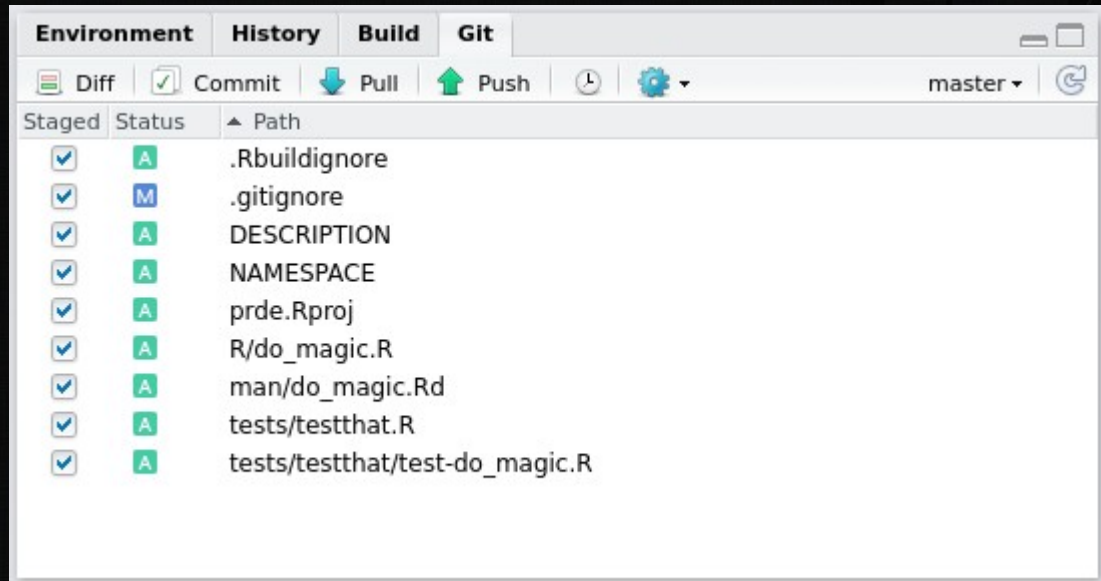 Environment History Build Git
Diff Commit Pull Push master
Staged Status Path
A .Rbuildignore
M .gitignore
A DESCRIPTION
A NAMESPACE
A prde.Rproj
A R/do_magic.R
A man/do_magic.Rd
A tests/testthat.R
A tests/testthat/test-do_magic.R